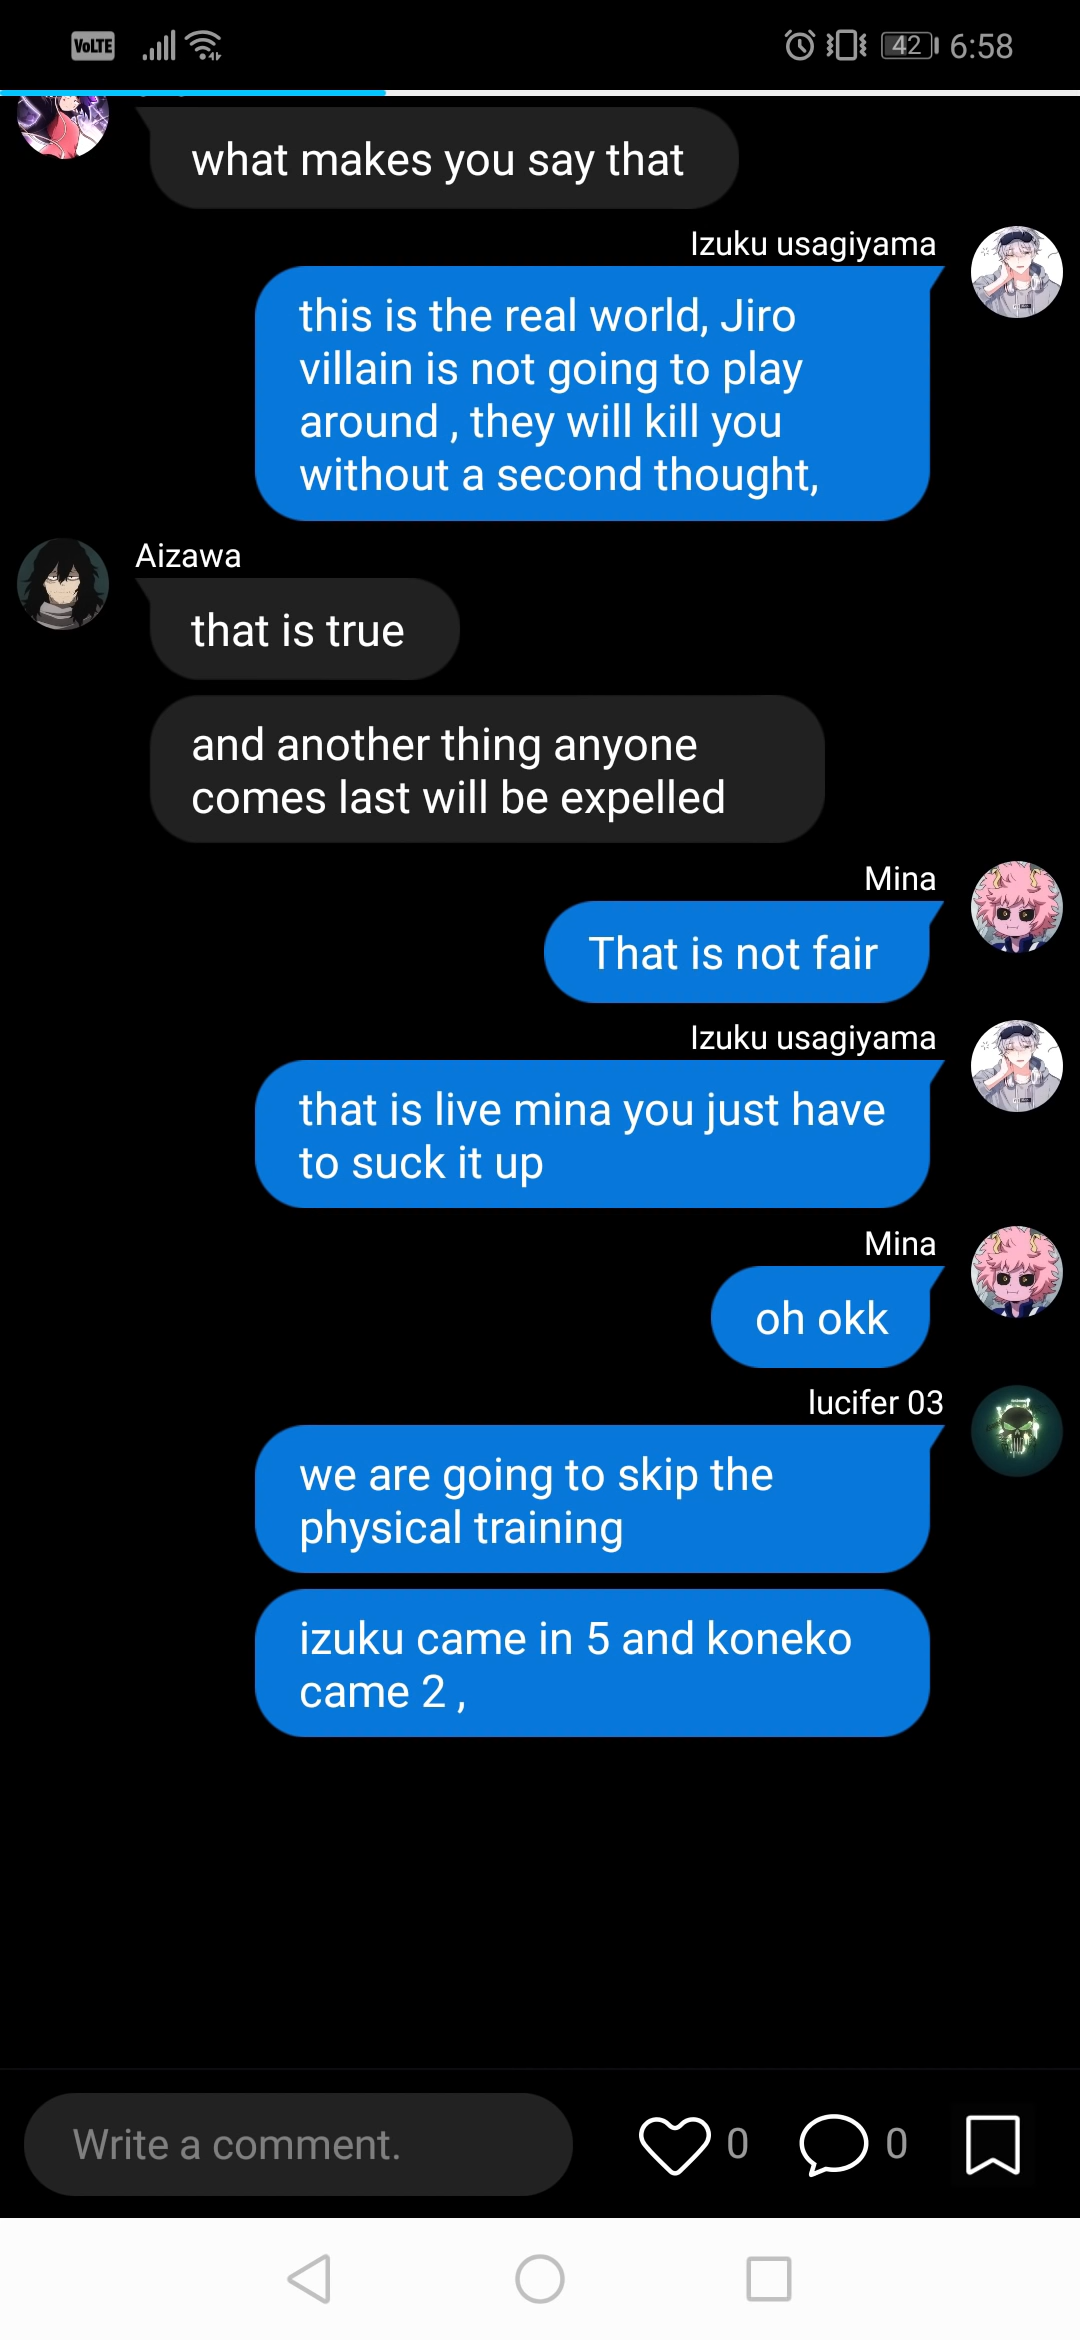 VoLTE
42
6:58
what makes you say that
Izuku usagiyama
this is the real world, Jiro
villain is not going to play
around , they will kill you
without a second thought,
Aizawa
that is true
and another thing anyone
comes last will be expelled
Mina
That is not fair
Izuku usagiyama
that is live mina you just have
to suck it up
Mina
oh okk
lucifer 03
we are going to skip the
physical training
izuku came in 5 and koneko
came 2 ,
Write a comment.
0
0